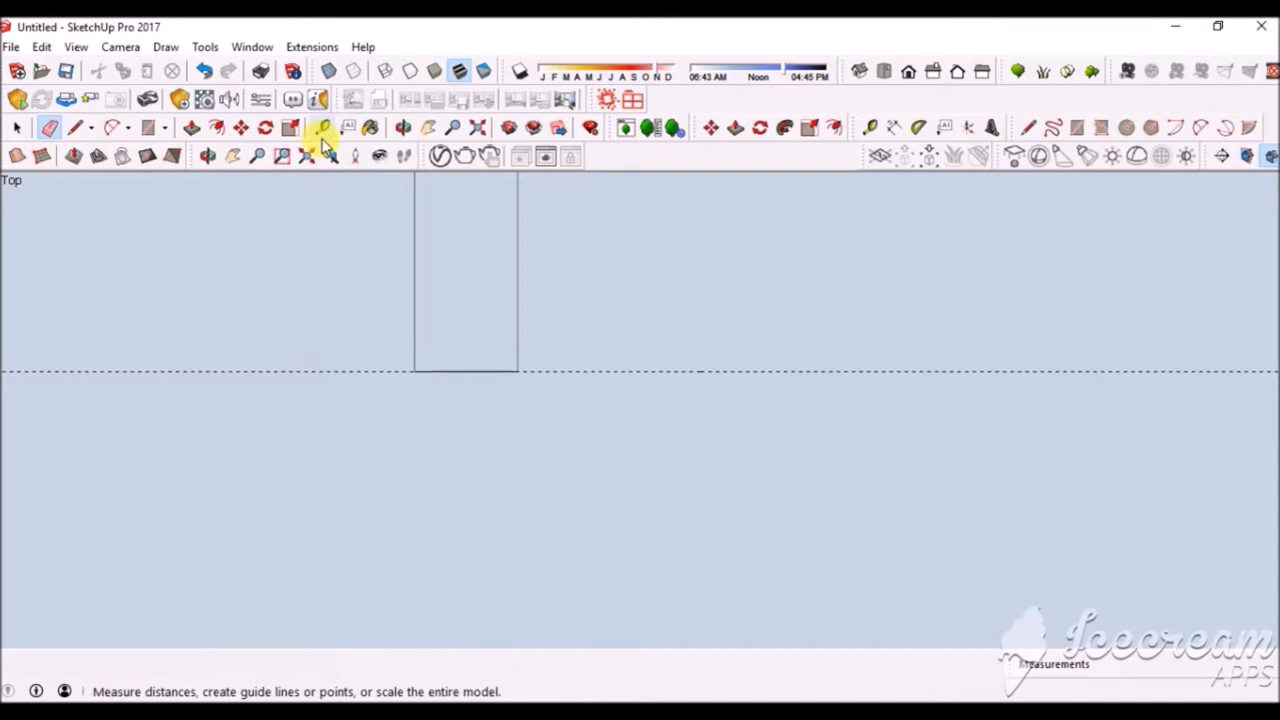 Untitled - SketchUp Pro 2017
File Edit View Camera Draw Tools Window Extensions Help
J F M A M J J A S O N D 06:43 AM Noon 04:45 PM
Top
Measurements
Icecream
APPS
Measure distances, create guide lines or points, or scale the entire model.